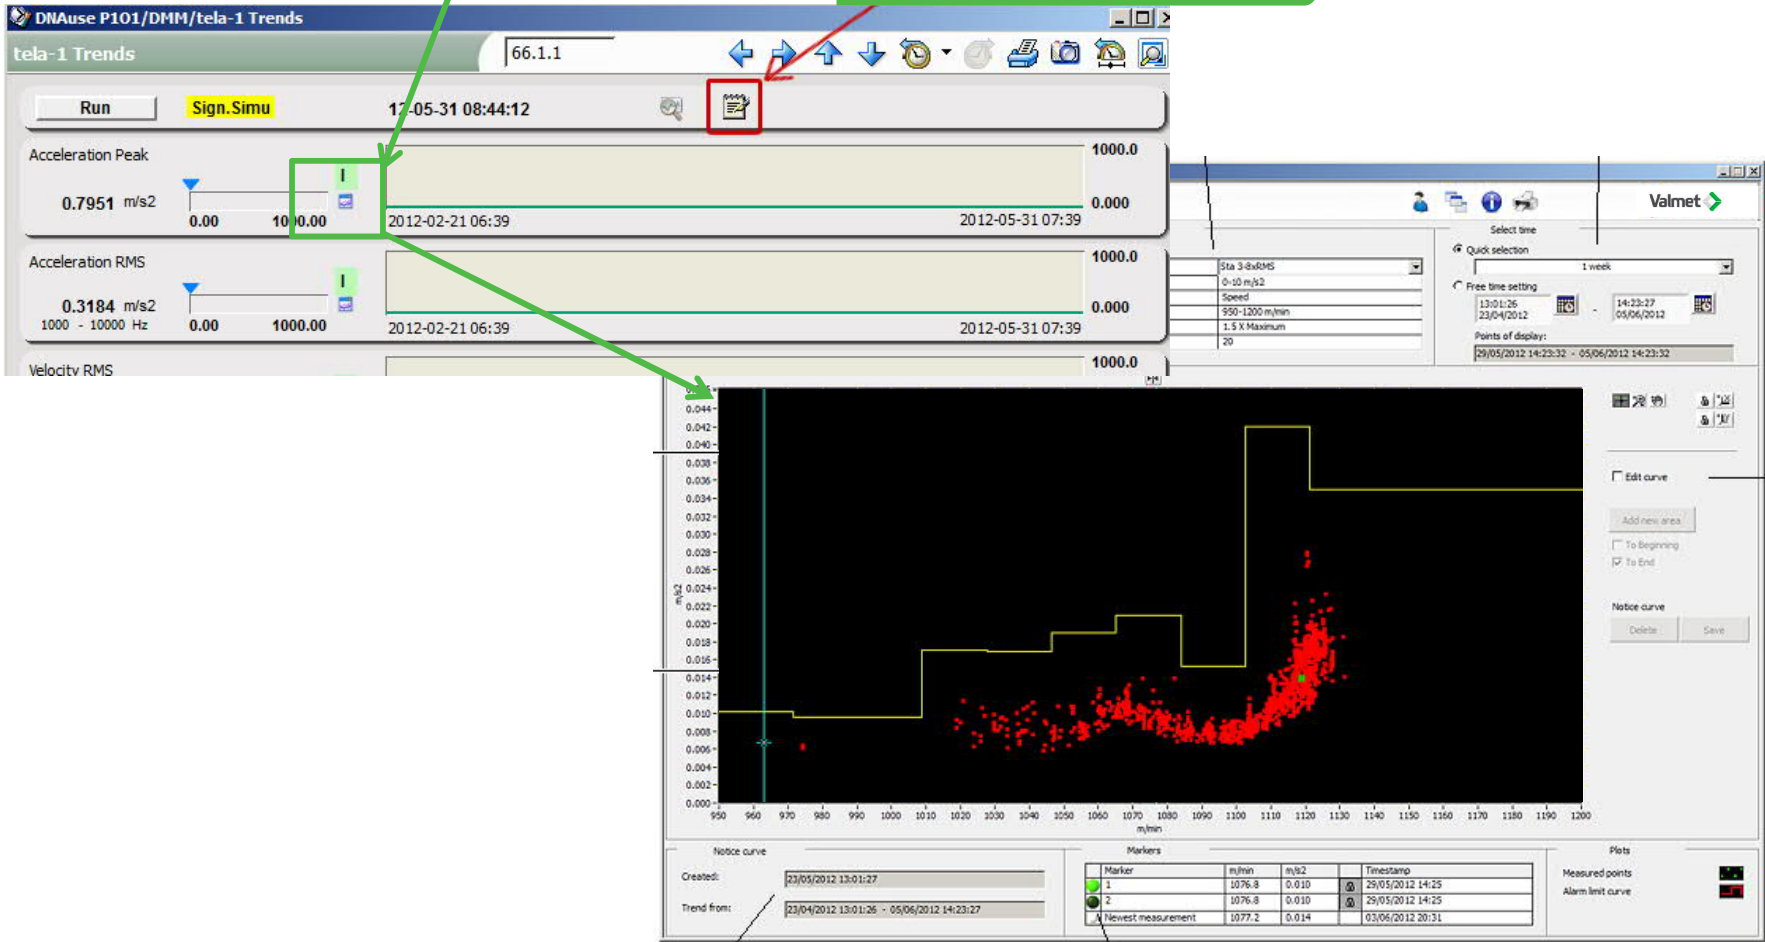 DNAuse P101/DMM/tela-1 Trends
tela-1 Trends
66.1.1
Run
Sign.Simu
12-05-31 08:44:12
Acceleration Peak
0.7951 m/s2
0.00 1000.00
I
1000.0
0.000
2012-02-21 06:39
2012-05-31 07:39
Acceleration RMS
0.3184 m/s2
1000 - 10000 Hz
0.00 1000.00
I
1000.0
0.000
2012-02-21 06:39
2012-05-31 07:39
Velocity RMS
1000.0
Valmet
Sta 3-8xRMS
0-10 m/s2
Speed
950-1200 m/min
1.5 X Maximum
20
Select time
Quick selection
1 week
Free time setting
13:01:26
23/04/2012
-
14:23:27
05/06/2012
Points of display:
29/05/2012 14:23:32 - 05/06/2012 14:23:32
0.044
0.042
0.040
0.038
0.036
0.034
0.032
0.030
0.028
0.026
0.024
0.022
0.020
0.018
0.016
0.014
0.012
0.010
0.008
0.006
0.004
0.002
0.000
m/s2
950 960 970 980 990 1000 1010 1020 1030 1040 1050 1060 1070 1080 1090 1100 1110 1120 1130 1140 1150 1160 1170 1180 1190 1200
m/min
Edit curve
Add new area
To Beginning
To End
Notice curve
Delete Save
Notice curve
Created: 23/05/2012 13:01:27
Trend from: 23/04/2012 13:01:26 - 05/06/2012 14:23:27
Markers
Marker m/min m/s2 Timestamp
1 1076.8 0.010 29/05/2012 14:25
2 1076.8 0.010 29/05/2012 14:25
Newest measurement 1077.2 0.014 03/06/2012 20:31
Plots
Measured points
Alarm limit curve